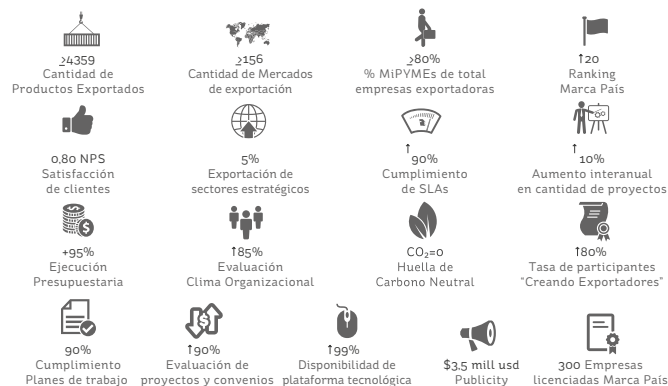 ≥4359
Cantidad de
Productos Exportados
≥156
Cantidad de Mercados
de exportación
≥80%
% MiPYMEs de total
empresas exportadoras
↑20
Ranking
Marca País
0,80 NPS
Satisfacción
de clientes
5%
Exportación de
sectores estratégicos
↑
90%
Cumplimiento
de SLAs
↑
10%
Aumento interanual
en cantidad de proyectos
+95%
Ejecución
Presupuestaria
↑85%
Evaluación
Clima Organizacional
CO₂=0
Huella de
Carbono Neutral
↑80%
Tasa de participantes
"Creando Exportadores"
90%
Cumplimiento
Planes de trabajo
↑90%
Evaluación de
proyectos y convenios
↑99%
Disponibilidad de
plataforma tecnológica
$3,5 mill usd
Publicity
300 Empresas
licenciadas Marca País